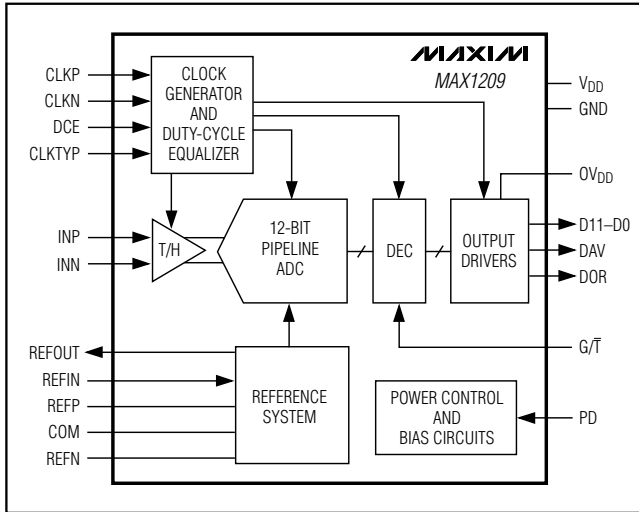 MAXIM
MAX1209
CLKP
CLKN
DCE
CLKTYP
CLOCK
GENERATOR
AND
DUTY-CYCLE
EQUALIZER
VDD
GND
OVDD
INP
INN
T/H
12-BIT
PIPELINE
ADC
DEC
OUTPUT
DRIVERS
D11–D0
DAV
DOR
G/T̅
REFOUT
REFIN
REFP
COM
REFN
REFERENCE
SYSTEM
POWER CONTROL
AND
BIAS CIRCUITS
PD